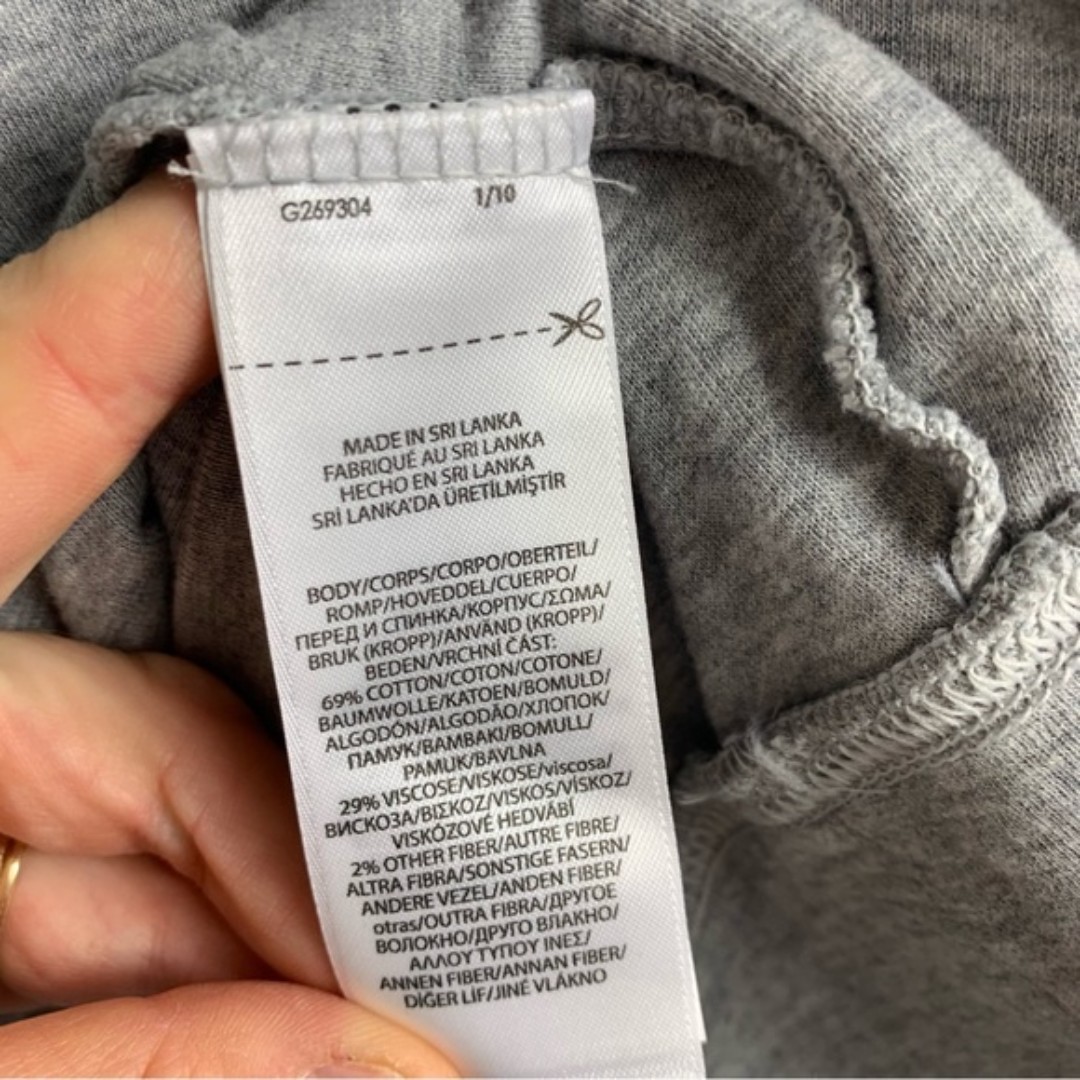 G269304 1/10
MADE IN SRI LANKA
FABRIQUÉ AU SRI LANKA
HECHO EN SRI LANKA
SRİ LANKA'DA ÜRETİLMİŞTİR
BODY/CORPS/CORPO/OBERTEIL/
ROMP/HOVEDDEL/CUERPO/
ПЕРЕД И СПИНКА/КОРПУС/ΣΩΜΑ/
BRUK (KROPP)/ANVÄND (KROPP)/
BEDEN/VRCHNÍ ČÁST:
69% COTTON/COTON/COTONE/
BAUMWOLLE/KATOEN/BOMULD/
ALGODÓN/ALGODÃO/ХЛОПОК/
ПАМУК/ΒΑΜΒΑΚΙ/BOMULL/
PAMUK/BAVLNA
29% VISCOSE/VISKOSE/viscosa/
ВИСКОЗА/ΒΙΣΚΟΖ/VISKOS/VİSKOZ/
VISKÓZOVÉ HEDVÁBÍ
2% OTHER FIBER/AUTRE FIBRE/
ALTRA FIBRA/SONSTIGE FASERN/
ANDERE VEZEL/ANDEN FIBER/
otras/OUTRA FIBRA/ДРУГОЕ
ВОЛОКНО/ДРУГО ВЛАКНО/
ΑΛΛΟΥ ΤΥΠΟΥ ΙΝΕΣ/
ANNEN FIBER/ANNAN FIBER/
DİĞER LİF/JINÉ VLÁKNO